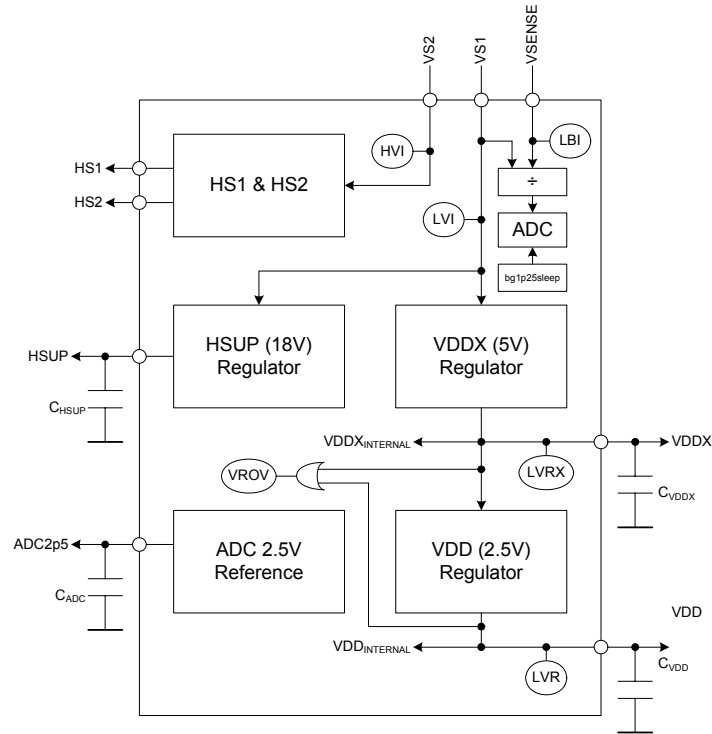 VS2
VS1
VSENSE
HVI
LBI
HS1
HS2
HS1 & HS2
÷
LVI
ADC
bg1p25sleep
HSUP (18V)
Regulator
VDDX (5V)
Regulator
HSUP
CHSUP
VDDXINTERNAL
VDDX
LVRX
VROV
CVDDX
ADC2p5
ADC 2.5V
Reference
VDD (2.5V)
Regulator
CADC
VDD
VDDINTERNAL
LVR
CVDD